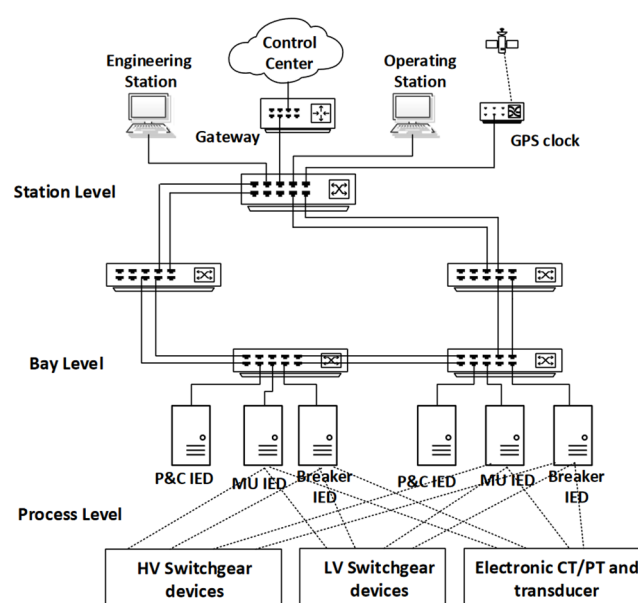 Control
Center
Engineering
Station
Operating
Station
Gateway
GPS clock
Station Level
Bay Level
P&C IED
MU IED
Breaker
IED
P&C IED
MU IED
Breaker
IED
Process Level
HV Switchgear
devices
LV Switchgear
devices
Electronic CT/PT and
transducer